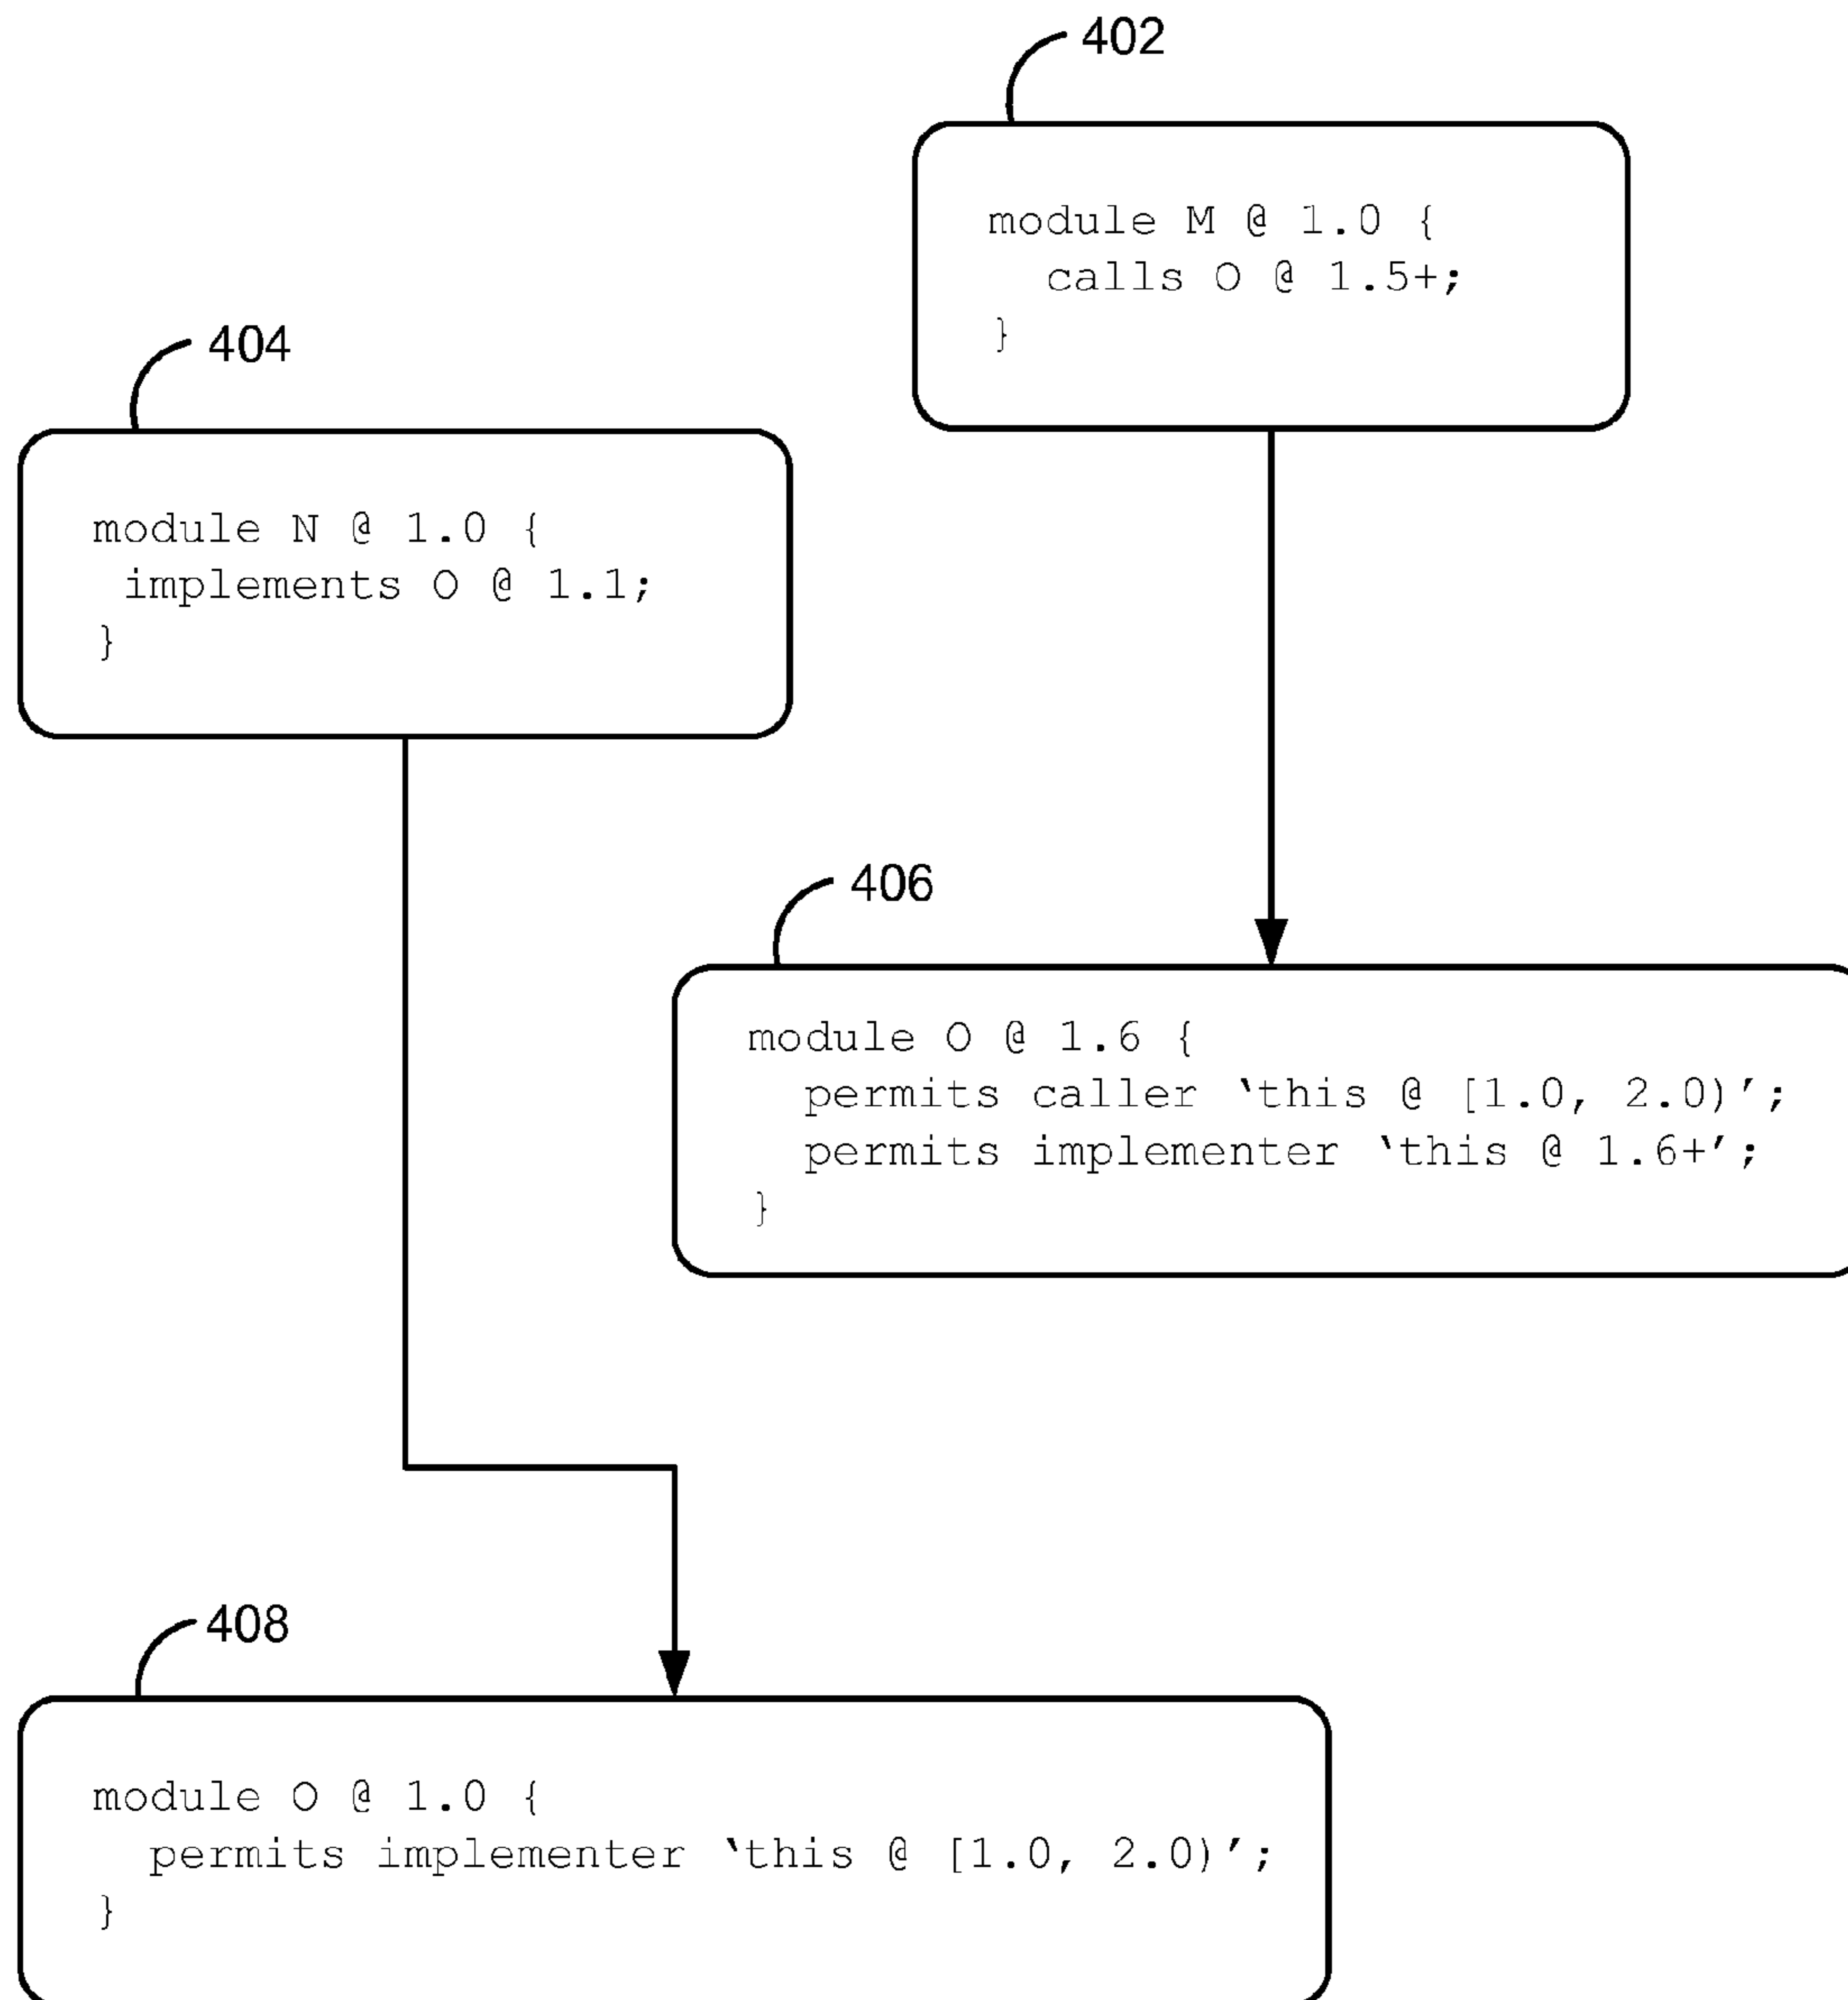 402
module M @ 1.0 {
calls O @ 1.5+;
}
404
module N @ 1.0 {
implements O @ 1.1;
}
406
module O @ 1.6 {
permits caller ‘this @ [1.0, 2.0)’;
permits implementer ‘this @ 1.6+’;
}
408
module O @ 1.0 {
permits implementer ‘this @ [1.0, 2.0)’;
}